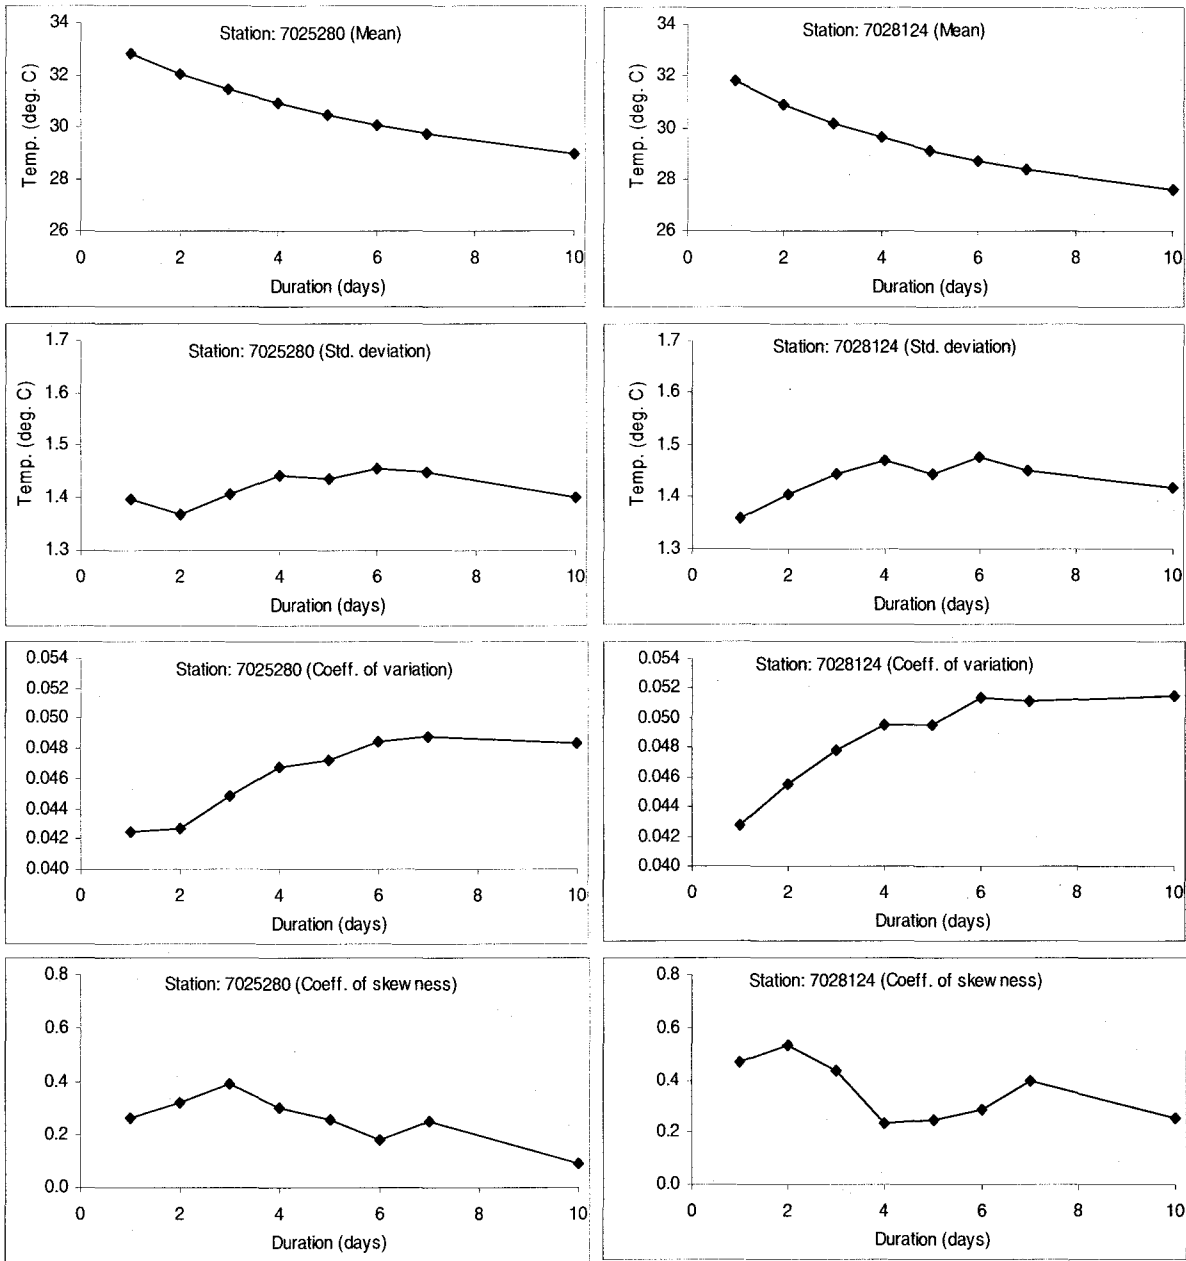 Station: 7025280 (Mean)
Temp. (deg. C)
34
32
30
28
26
0 2 4 6 8 10
Duration (days)
Station: 7028124 (Mean)
Temp. (deg. C)
34
32
30
28
26
0 2 4 6 8 10
Duration (days)
Station: 7025280 (Std. deviation)
Temp. (deg. C)
1.7
1.6
1.5
1.4
1.3
0 2 4 6 8 10
Duration (days)
Station: 7028124 (Std. deviation)
Temp. (deg. C)
1.7
1.6
1.5
1.4
1.3
0 2 4 6 8 10
Duration (days)
Station: 7025280 (Coeff. of variation)
0.054
0.052
0.050
0.048
0.046
0.044
0.042
0.040
0 2 4 6 8 10
Duration (days)
Station: 7028124 (Coeff. of variation)
0.054
0.052
0.050
0.048
0.046
0.044
0.042
0.040
0 2 4 6 8 10
Duration (days)
Station: 7025280 (Coeff. of skewness)
0.8
0.6
0.4
0.2
0.0
0 2 4 6 8 10
Duration (days)
Station: 7028124 (Coeff. of skewness)
0.8
0.6
0.4
0.2
0.0
0 2 4 6 8 10
Duration (days)